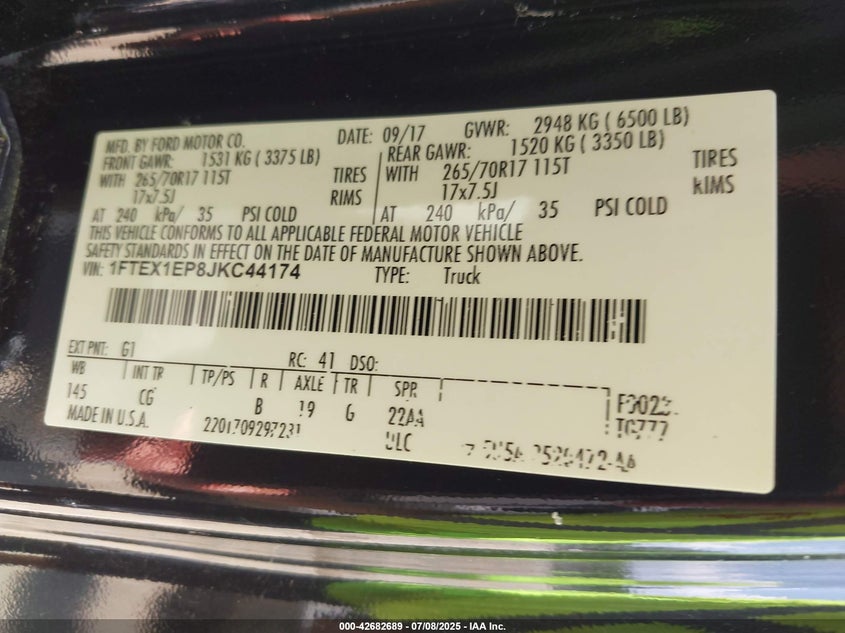 MFD. BY FORD MOTOR CO. DATE: 09/17 GVWR: 2948 KG ( 6500 LB)
FRONT GAWR: 1531 KG ( 3375 LB) REAR GAWR: 1520 KG ( 3350 LB)
WITH 265/70R17 115T TIRES WITH 265/70R17 115T TIRES
17x7.5J RIMS 17x7.5J RIMS
AT 240 kPa/ 35 PSI COLD AT 240 kPa/ 35 PSI COLD
THIS VEHICLE CONFORMS TO ALL APPLICABLE FEDERAL MOTOR VEHICLE
SAFETY STANDARDS IN EFFECT ON THE DATE OF MANUFACTURE SHOWN ABOVE.
VIN: 1FTEX1EP8JKC44174 TYPE: Truck
EXT PNT: G1 RC: 41 DSO:
WB INT TR TP/PS R AXLE TR SPR
145 CG B 19 G 22AA
MADE IN U.S.A.
ULC
000-42682689 - 07/08/2025 - IAA Inc.